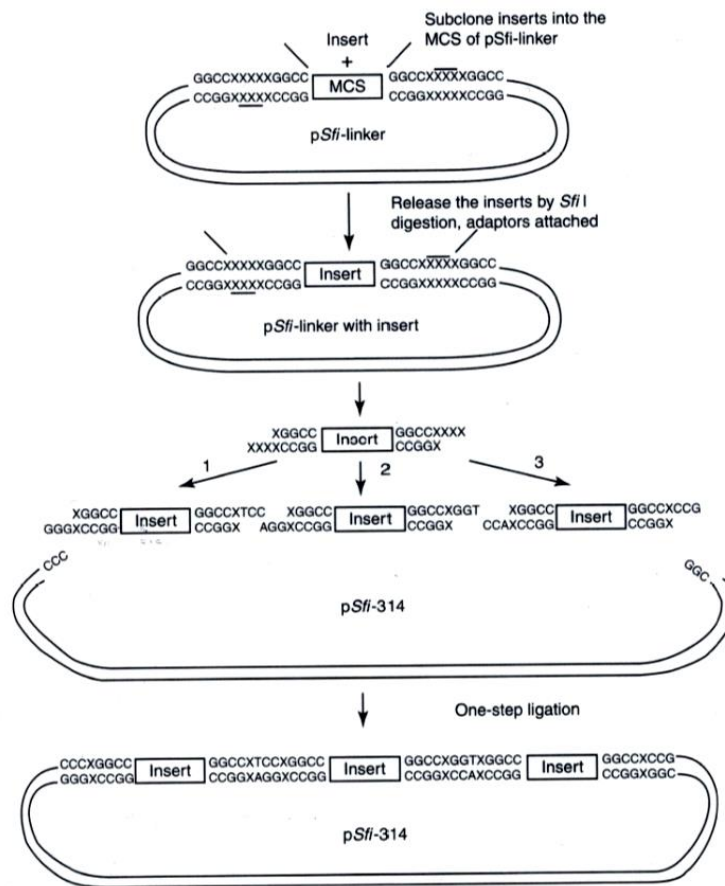 Insert
+
Subclone inserts into the
MCS of pSfi-linker
GGCCXXXXXGGCC
CCGGXXXXXCCGG
MCS
GGCCXXXXXGGCC
CCGGXXXXXCCGG
pSfi-linker
Release the inserts by Sfi I
digestion, adaptors attached
GGCCXXXXXGGCC
CCGGXXXXXCCGG
Insert
GGCCXXXXXGGCC
CCGGXXXXXCCGG
pSfi-linker with insert
XGGCC
XXXXCCGG
Insert
GGCCXXXX
CCGGX
1
2
3
XGGCC
GGGXCCGG
Insert
GGCCXTCC
CCGGX
XGGCC
AGGXCCGG
Insert
GGCCXGGT
CCGGX
XGGCC
CCAXCCGG
Insert
GGCCXCCG
CCGGX
CCC
GGC
pSfi-314
One-step ligation
CCCXGGCC
GGGXCCGG
Insert
GGCCXTCCXGGCC
CCGGXAGGXCCGG
Insert
GGCCXGGTXGGCC
CCGGXCCAXCCGG
Insert
GGCCXCCG
CCGGXGGC
pSfi-314